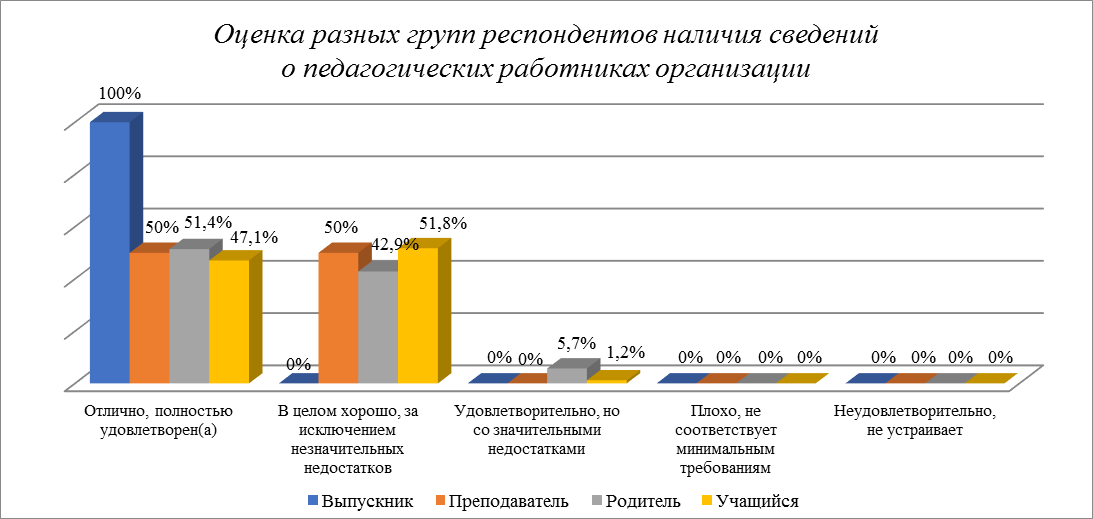 Оценка разных групп респондентов наличия сведений
о педагогических работниках организации
100%
50%
51,4%
47,1%
0%
50%
42,9%
51,8%
0%
0%
5,7%
1,2%
0%
0%
0%
0%
0%
0%
0%
0%
Отлично, полностью
удовлетворен(а)
В целом хорошо, за
исключением
незначительных
недостатков
Удовлетворительно, но
со значительными
недостатками
Плохо, не
соответствует
минимальным
требованиям
Неудовлетворительно,
не устраивает
Выпускник
Преподаватель
Родитель
Учащийся